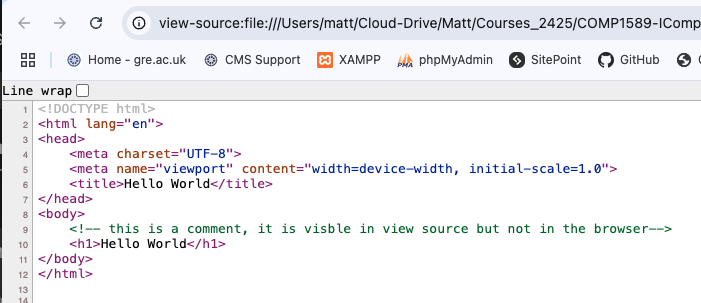 view-source:file:///Users/matt/Cloud-Drive/Matt/Courses_2425/COMP1589-IComp
Home - gre.ac.uk CMS Support XAMPP phpMyAdmin SitePoint GitHub
Line wrap
1 <!DOCTYPE html>
2 <html lang="en">
3 <head>
4 <meta charset="UTF-8">
5 <meta name="viewport" content="width=device-width, initial-scale=1.0">
6 <title>Hello World</title>
7 </head>
8 <body>
9 <!-- this is a comment, it is visble in view source but not in the browser-->
10 <h1>Hello World</h1>
11 </body>
12 </html>
13
14